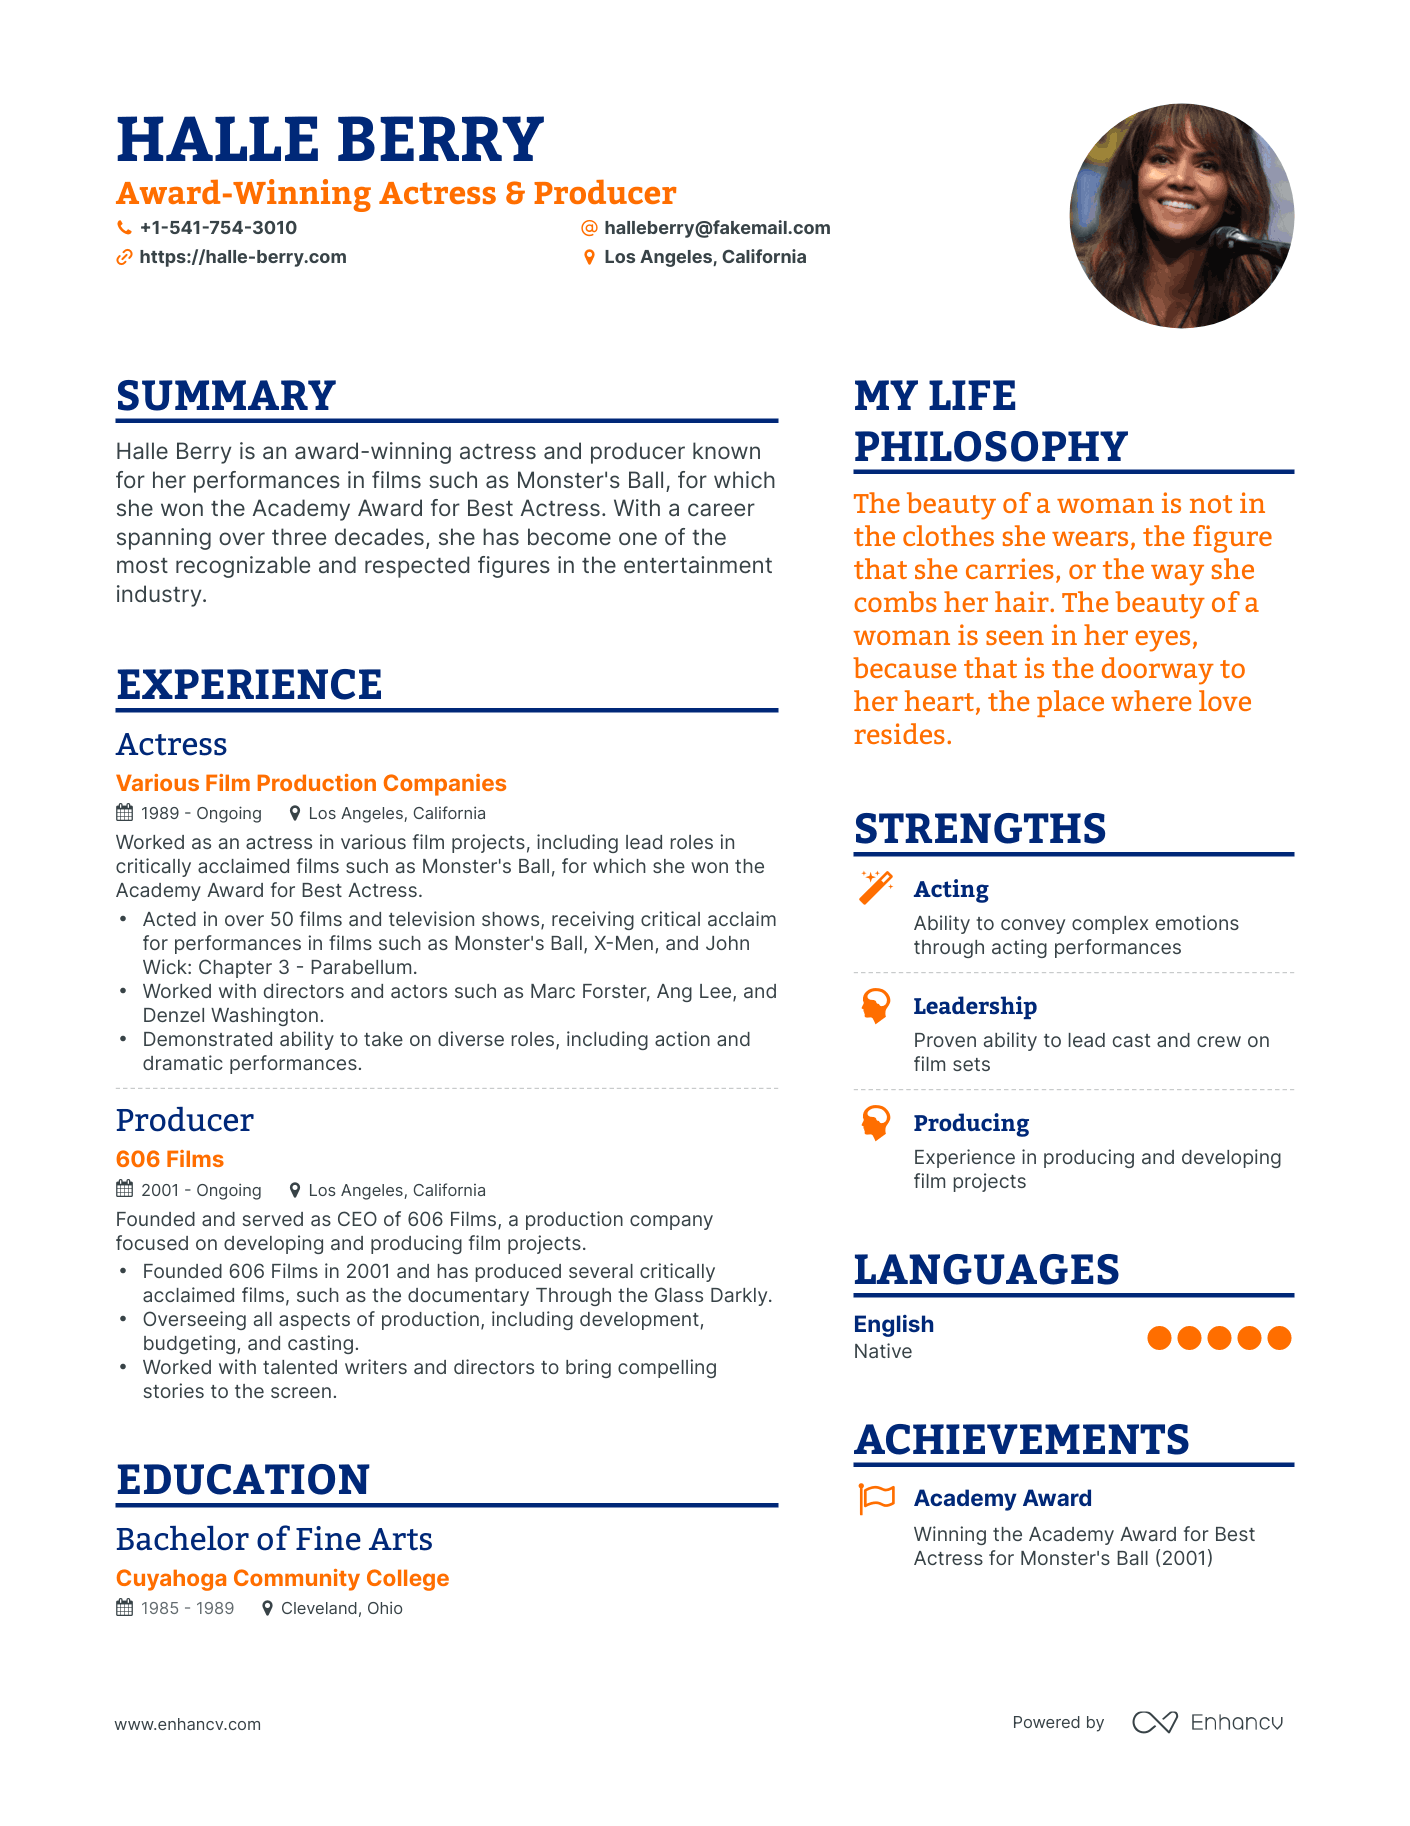 HALLE BERRY
Award-Winning Actress & Producer
+1-541-754-3010
halleberry@fakemail.com
https://halle-berry.com
Los Angeles, California
SUMMARY
Halle Berry is an award-winning actress and producer known
for her performances in films such as Monster's Ball, for which
she won the Academy Award for Best Actress. With a career
spanning over three decades, she has become one of the
most recognizable and respected figures in the entertainment
industry.
EXPERIENCE
Actress
Various Film Production Companies
1989 - Ongoing
Los Angeles, California
Worked as an actress in various film projects, including lead roles in
critically acclaimed films such as Monster's Ball, for which she won the
Academy Award for Best Actress.
• Acted in over 50 films and television shows, receiving critical acclaim
for performances in films such as Monster's Ball, X-Men, and John
Wick: Chapter 3 - Parabellum.
• Worked with directors and actors such as Marc Forster, Ang Lee, and
Denzel Washington.
• Demonstrated ability to take on diverse roles, including action and
dramatic performances.
Producer
606 Films
2001 - Ongoing
Los Angeles, California
Founded and served as CEO of 606 Films, a production company
focused on developing and producing film projects.
• Founded 606 Films in 2001 and has produced several critically
acclaimed films, such as the documentary Through the Glass Darkly.
• Overseeing all aspects of production, including development,
budgeting, and casting.
• Worked with talented writers and directors to bring compelling
stories to the screen.
EDUCATION
Bachelor of Fine Arts
Cuyahoga Community College
1985 - 1989
Cleveland, Ohio
MY LIFE
PHILOSOPHY
The beauty of a woman is not in
the clothes she wears, the figure
that she carries, or the way she
combs her hair. The beauty of a
woman is seen in her eyes,
because that is the doorway to
her heart, the place where love
resides.
STRENGTHS
Acting
Ability to convey complex emotions
through acting performances
Leadership
Proven ability to lead cast and crew on
film sets
Producing
Experience in producing and developing
film projects
LANGUAGES
English
Native
ACHIEVEMENTS
Academy Award
Winning the Academy Award for Best
Actress for Monster's Ball (2001)
www.enhancv.com
Powered by
Enhancv